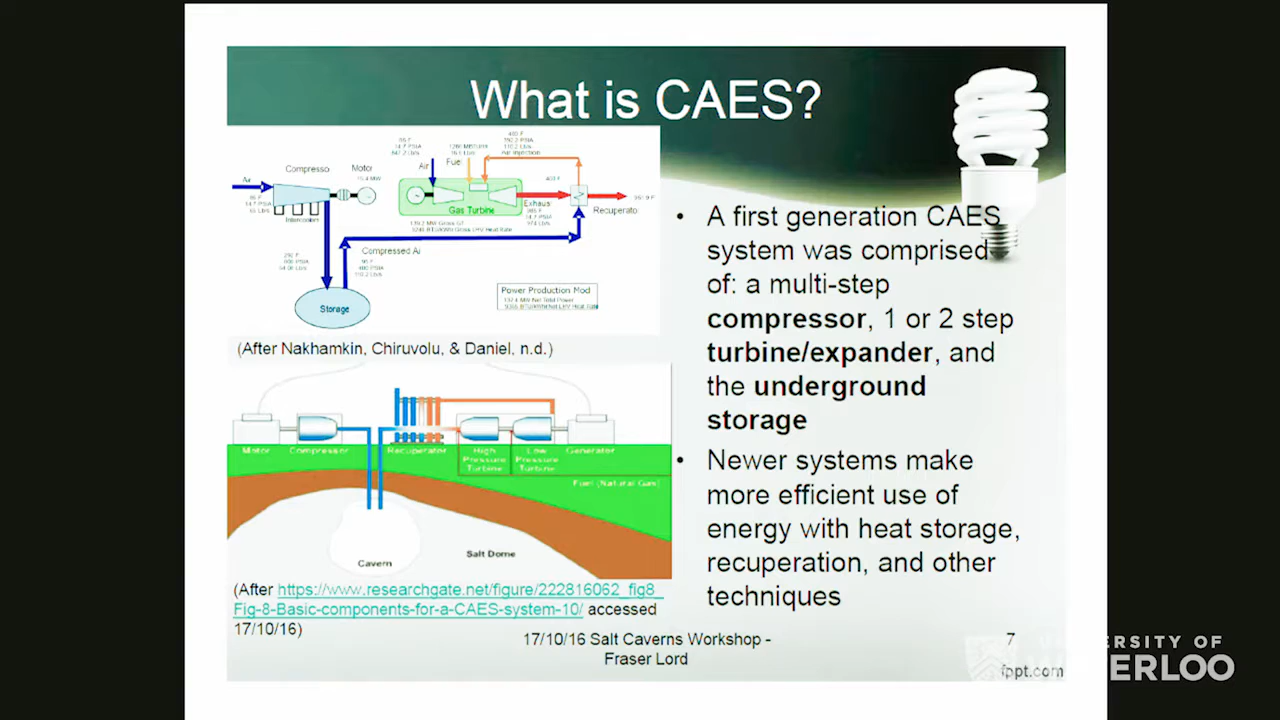 What is CAES?
Compresso
Motor
Air
Fuel
Air
Intercoolers
Gas Turbine
Exhaus
Recuperato
Compressed Ai
Storage
Power Production Mod
(After Nakhamkin, Chiruvolu, & Daniel, n.d.)
Motor
Compressor
Recuperator
High
Pressure
Turbine
Low
Pressure
Turbine
Generator
Fuel (Natural Gas)
Cavern
Salt Dome
(After https://www.researchgate.net/figure/222816062_fig8_
Fig-8-Basic-components-for-a-CAES-system-10/ accessed
17/10/16)
• A first generation CAES
system was comprised
of: a multi-step
compressor, 1 or 2 step
turbine/expander, and
the underground
storage
• Newer systems make
more efficient use of
energy with heat storage,
recuperation, and other
techniques
17/10/16 Salt Caverns Workshop -
Fraser Lord
7
fppt.com